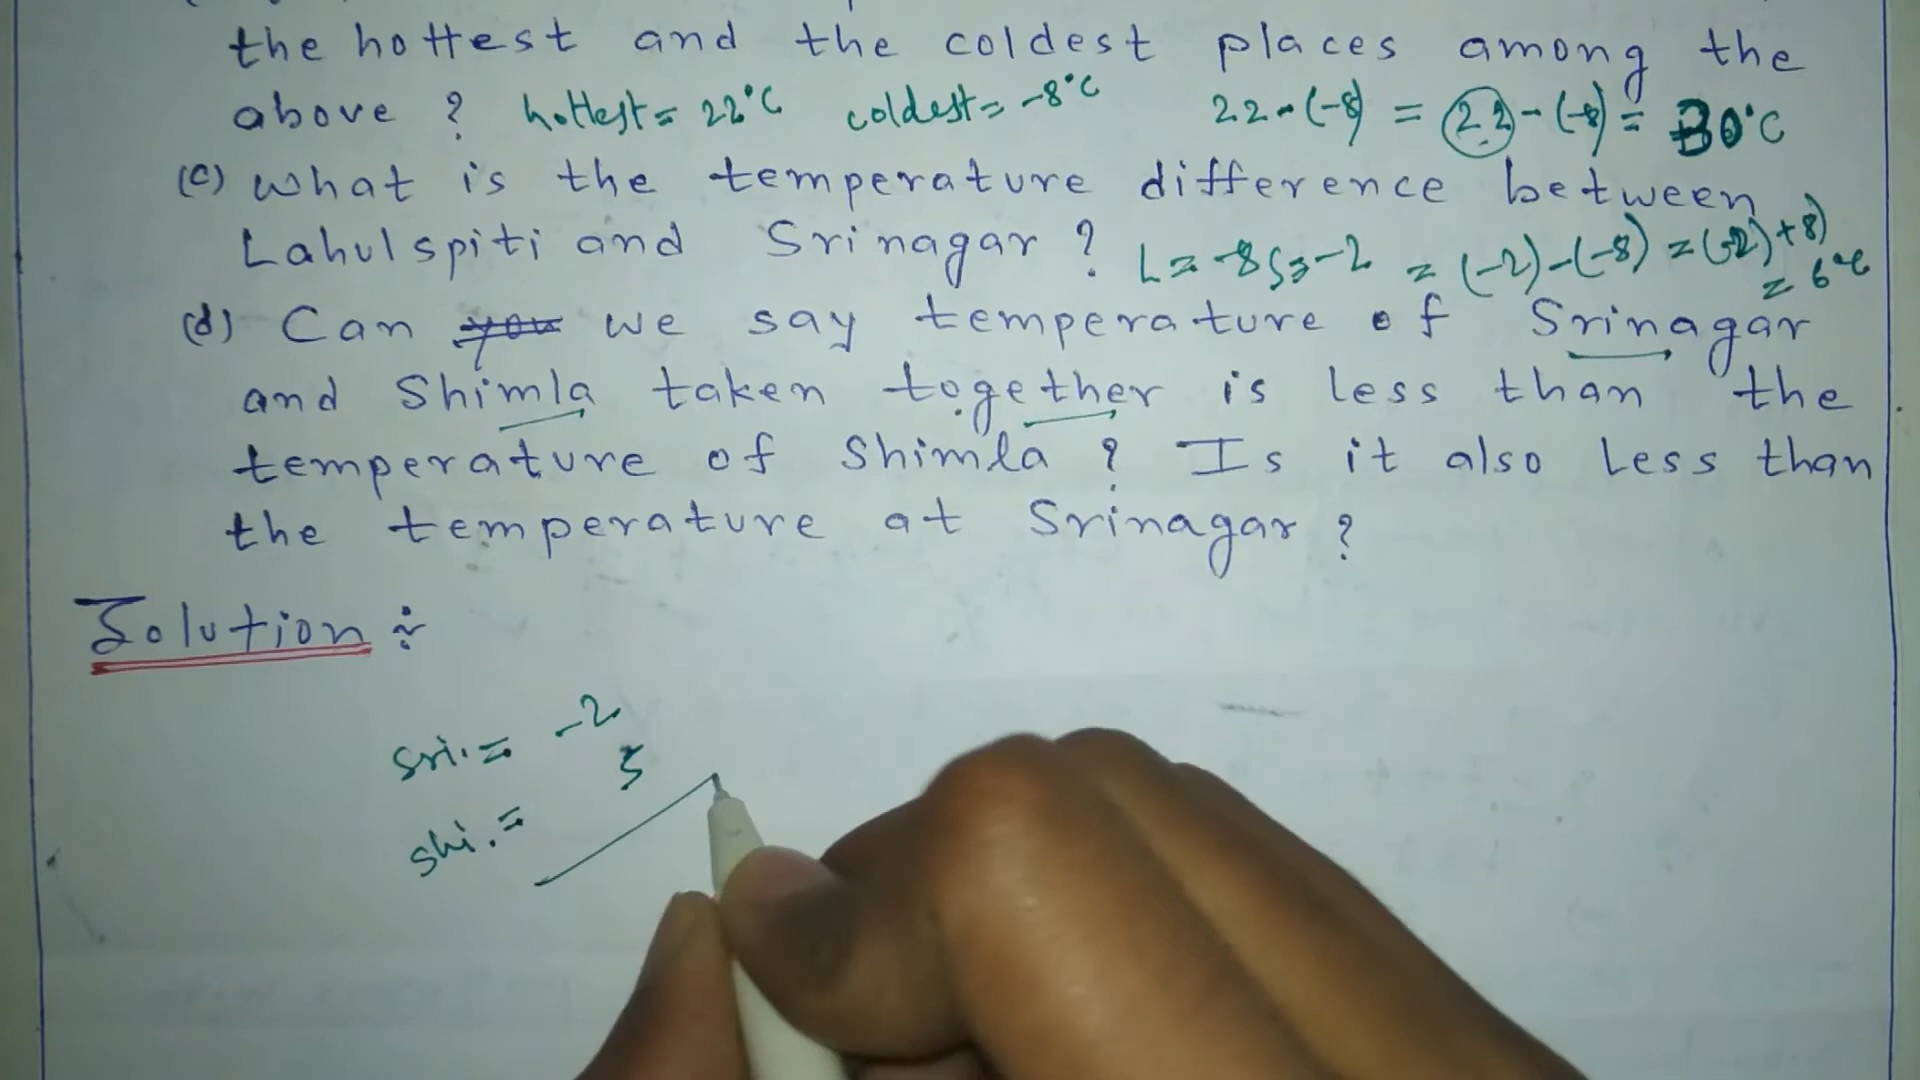 the hottest and the coldest places among the
above ? hottest = 22°C coldest = -8°C 22-(-8) = 22-(-8) = 30°C
(c) What is the temperature difference between
Lahulspiti and Srinagar ? L = -8 S = -2 = (-2)-(-8) = (-2)+8)
= 6°C
(d) Can you we say temperature of Srinagar
and Shimla taken together is less than the
temperature of Shimla ? Is it also less than
the temperature at Srinagar ?
Solution :
Sri. = -2
Shi. = 5